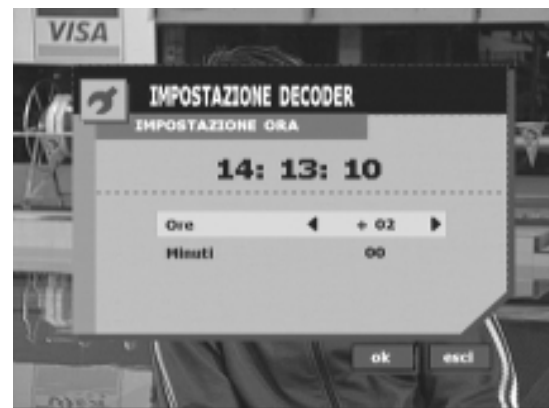 VISA
IMPOSTAZIONE DECODER
IMPOSTAZIONE ORA
14: 13: 10
Ore + 02
Minuti 00
ok esci